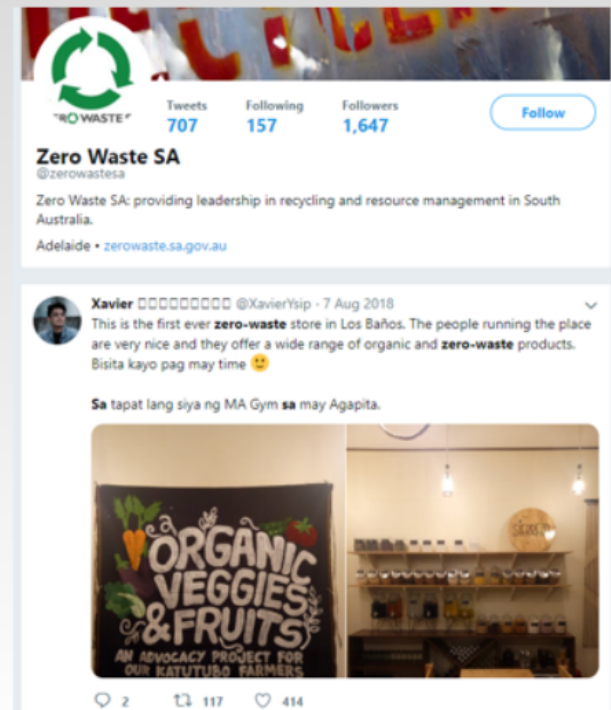 Tweets Following Followers
707 157 1,647
Follow
Zero Waste SA
@zerowastesa
Zero Waste SA: providing leadership in recycling and resource management in South
Australia.
Adelaide • zerowaste.sa.gov.au
Xavier @XavierYsip · 7 Aug 2018
This is the first ever zero-waste store in Los Baños. The people running the place
are very nice and they offer a wide range of organic and zero-waste products.
Bisita kayo pag may time 🙂
Sa tapat lang siya ng MA Gym sa may Agapita.
ORGANIC
VEGGIES
& FRUITS
AN ADVOCACY PROJECT FOR
OUR KATUTUBO FARMERS
2 117 414